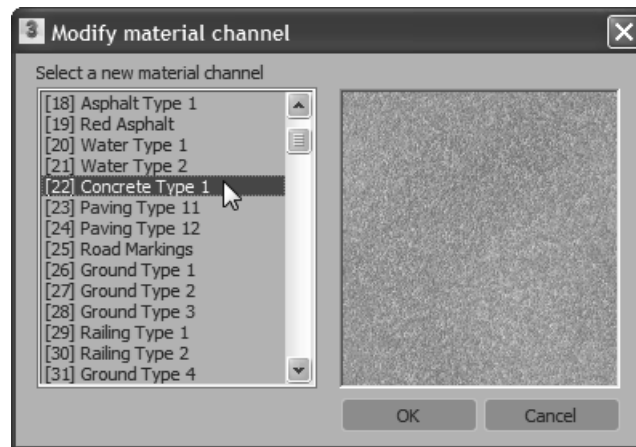 3 Modify material channel
Select a new material channel
[18] Asphalt Type 1
[19] Red Asphalt
[20] Water Type 1
[21] Water Type 2
[22] Concrete Type 1
[23] Paving Type 11
[24] Paving Type 12
[25] Road Markings
[26] Ground Type 1
[27] Ground Type 2
[28] Ground Type 3
[29] Railing Type 1
[30] Railing Type 2
[31] Ground Type 4
OK Cancel